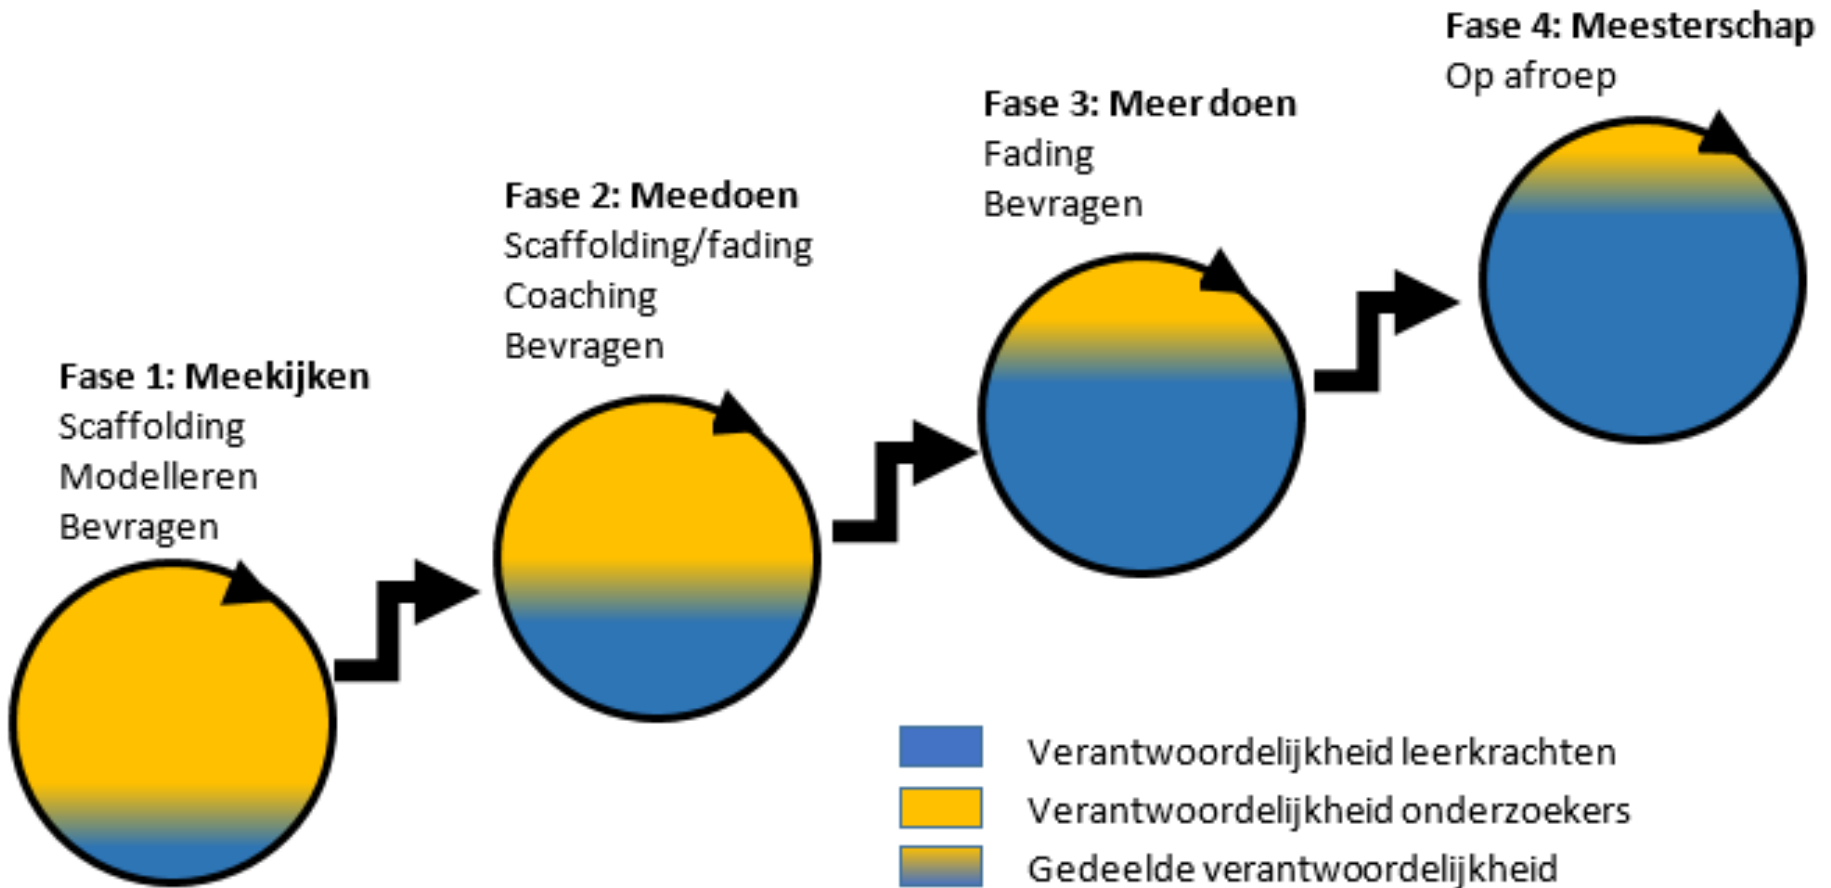 Fase 1: Meekijken
Scaffolding
Modelleren
Bevragen
Fase 2: Meedoen
Scaffolding/fading
Coaching
Bevragen
Fase 3: Meer doen
Fading
Bevragen
Fase 4: Meesterschap
Op afroep
Verantwoordelijkheid leerkrachten
Verantwoordelijkheid onderzoekers
Gedeelde verantwoordelijkheid